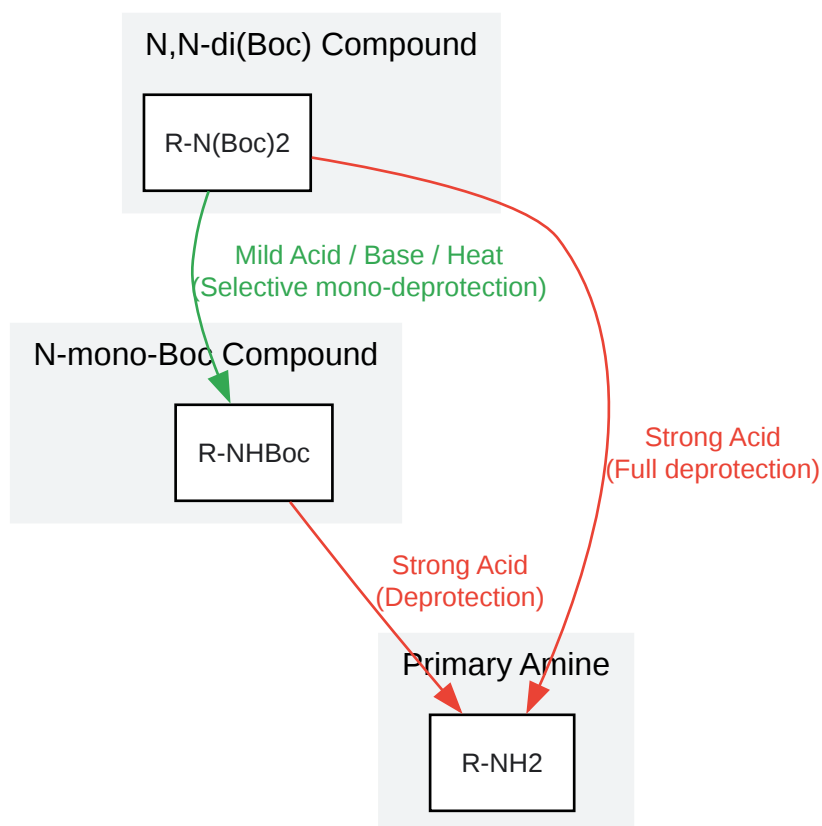 N,N-di(Boc) Compound
R-N(Boc)2
Mild Acid / Base / Heat
(Selective mono-deprotection)
N-mono-Boc Compound
R-NHBoc
Strong Acid
(Full deprotection)
Strong Acid
(Deprotection)
Primary Amine
R-NH2